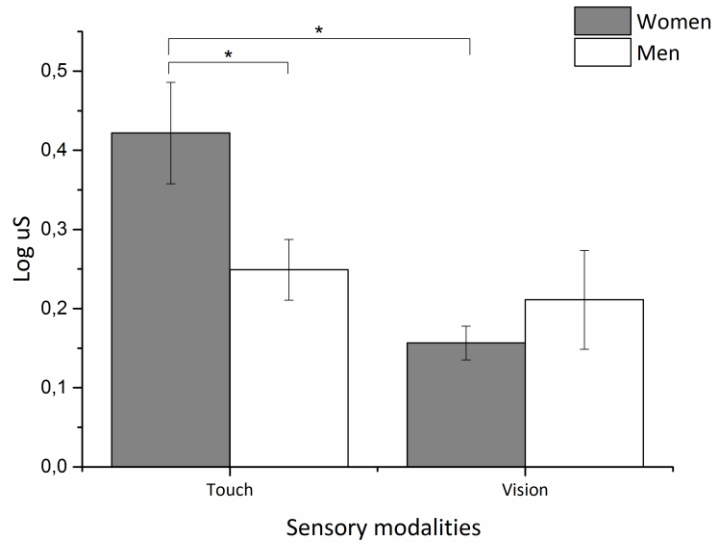 Women
Men
*
*
0,5
0,4
0,3
0,2
0,1
0,0
Log uS
Touch
Vision
Sensory modalities